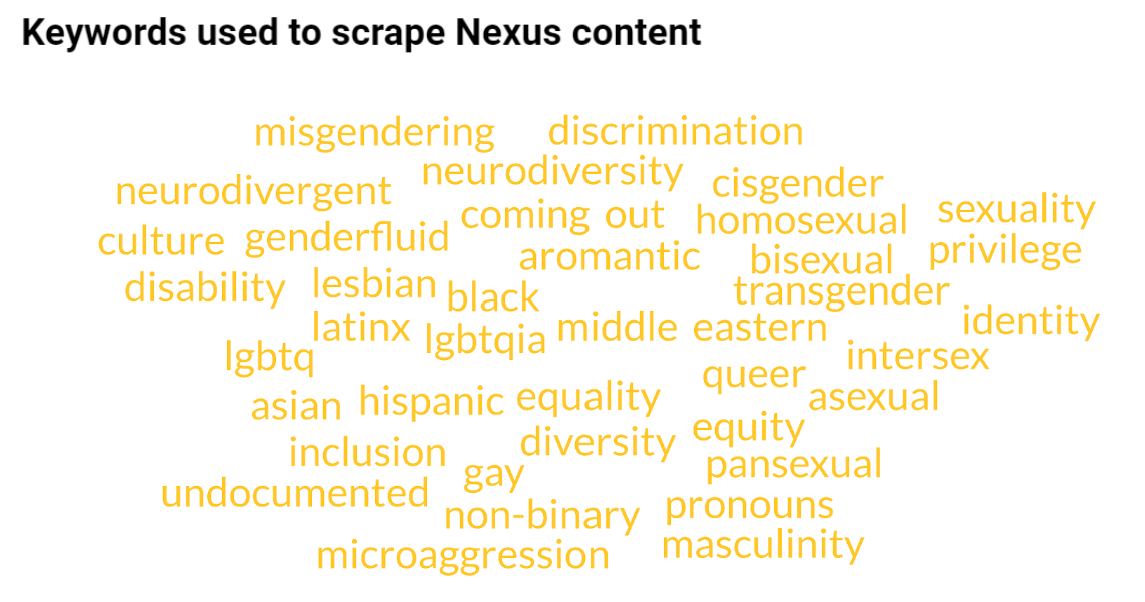 Keywords used to scrape Nexus content
misgendering discrimination
neurodivergent neurodiversity cisgender
culture genderfluid coming out homosexual sexuality
aromantic bisexual privilege
disability lesbian black transgender
latinx lgbtqia middle eastern identity
lgbtq queer intersex
asian hispanic equality asexual
inclusion diversity equity
gay pansexual
undocumented non-binary pronouns
microaggression masculinity